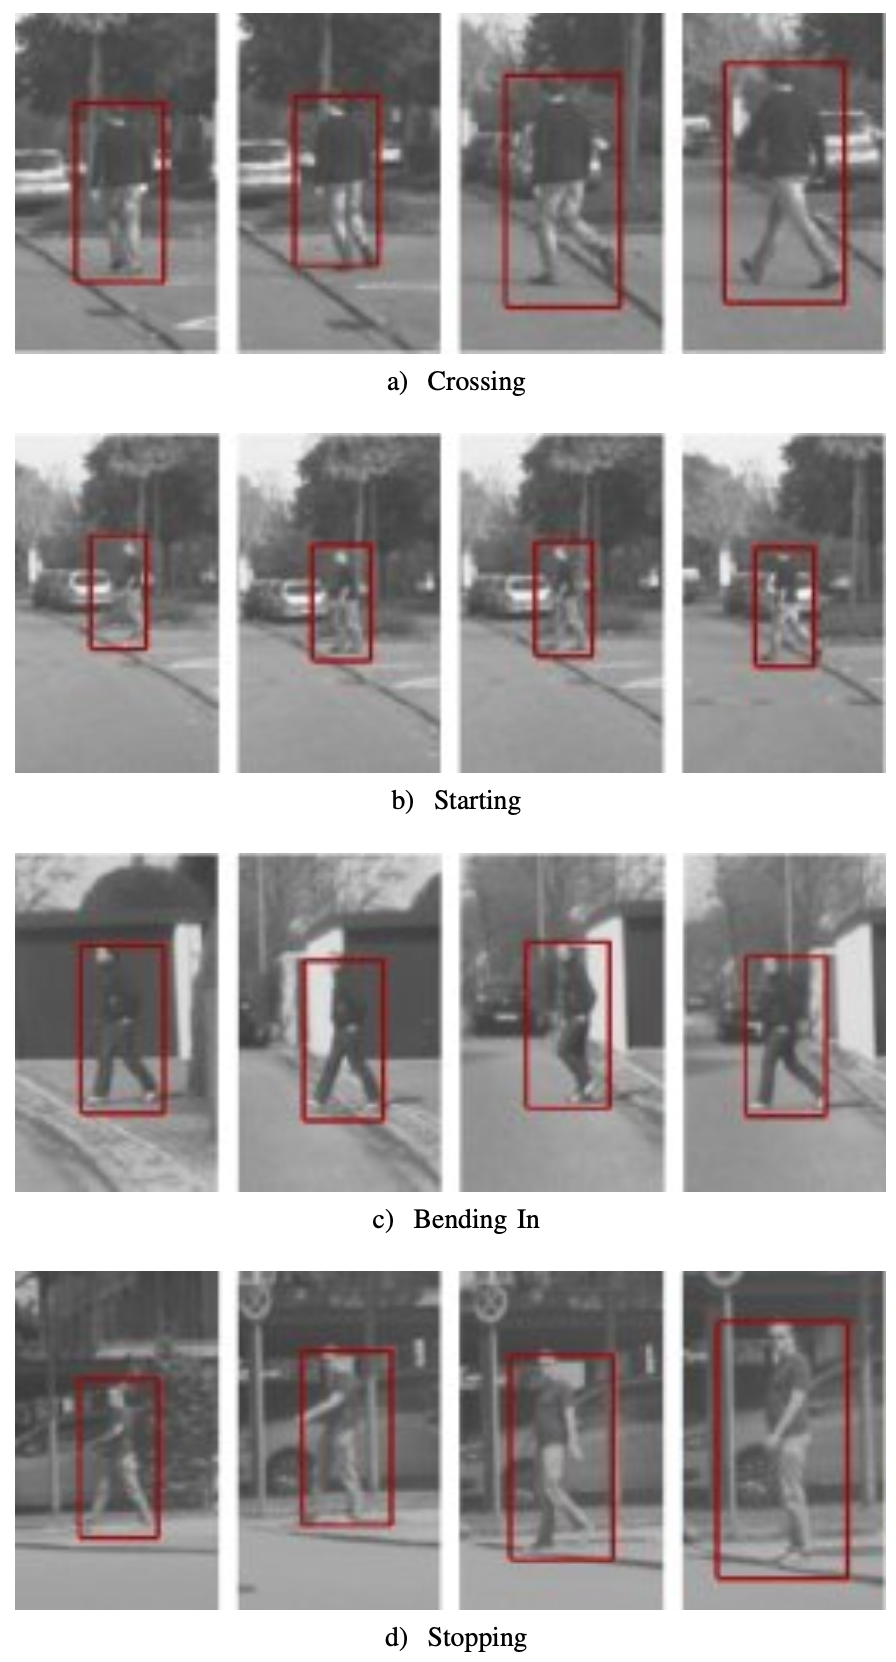 a) Crossing
b) Starting
c) Bending In
d) Stopping